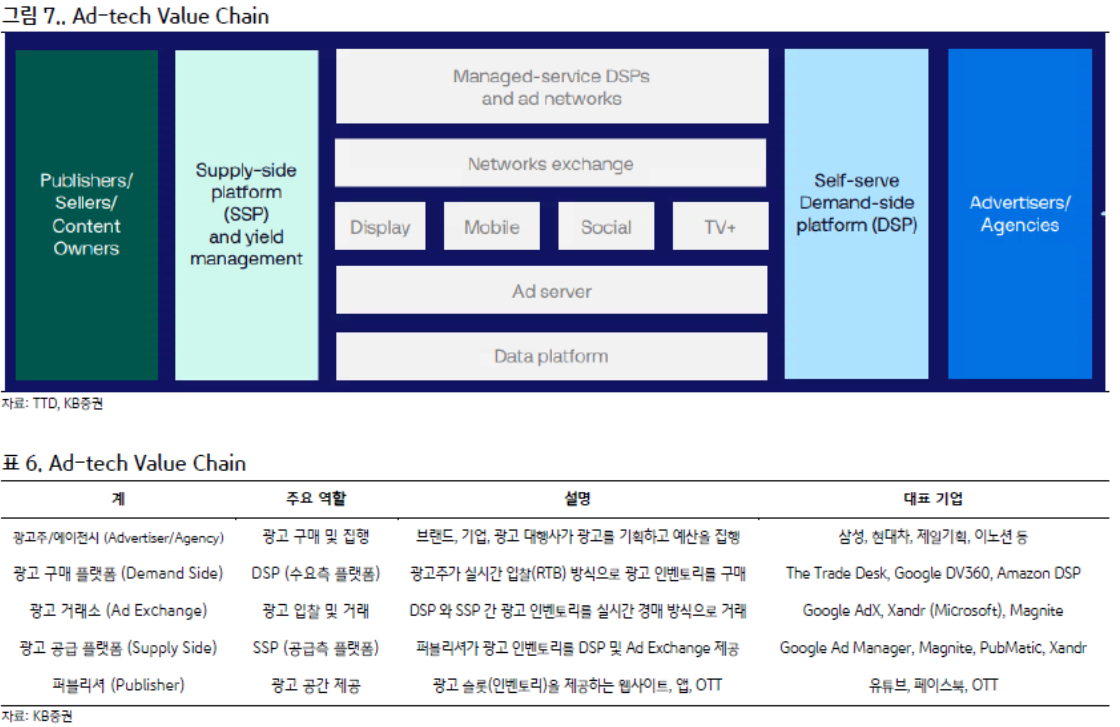 그림 7.. Ad-tech Value Chain
Publishers/
Sellers/
Content
Owners
Supply-side
platform
(SSP)
and yield
management
Managed-service DSPs
and ad networks
Networks exchange
Display
Mobile
Social
TV+
Ad server
Data platform
Self-serve
Demand-side
platform (DSP)
Advertisers/
Agencies
자료: TTD, KB증권
표 6. Ad-tech Value Chain
계 주요 역할 설명 대표 기업
광고주/에이전시 (Advertiser/Agency) 광고 구매 및 집행 브랜드, 기업, 광고 대행사가 광고를 기획하고 예산을 집행 삼성, 현대차, 제일기획, 이노션 등
광고 구매 플랫폼 (Demand Side) DSP (수요측 플랫폼) 광고주가 실시간 입찰(RTB) 방식으로 광고 인벤토리를 구매 The Trade Desk, Google DV360, Amazon DSP
광고 거래소 (Ad Exchange) 광고 입찰 및 거래 DSP 와 SSP 간 광고 인벤토리를 실시간 경매 방식으로 거래 Google AdX, Xandr (Microsoft), Magnite
광고 공급 플랫폼 (Supply Side) SSP (공급측 플랫폼) 퍼블리셔가 광고 인벤토리를 DSP 및 Ad Exchange 제공 Google Ad Manager, Magnite, PubMatic, Xandr
퍼블리셔 (Publisher) 광고 공간 제공 광고 슬롯(인벤토리)을 제공하는 웹사이트, 앱, OTT 유튜브, 페이스북, OTT
자료: KB증권